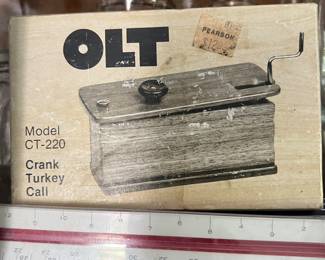 OLT
PEARSON
Model
CT-220
Crank
Turkey
Call